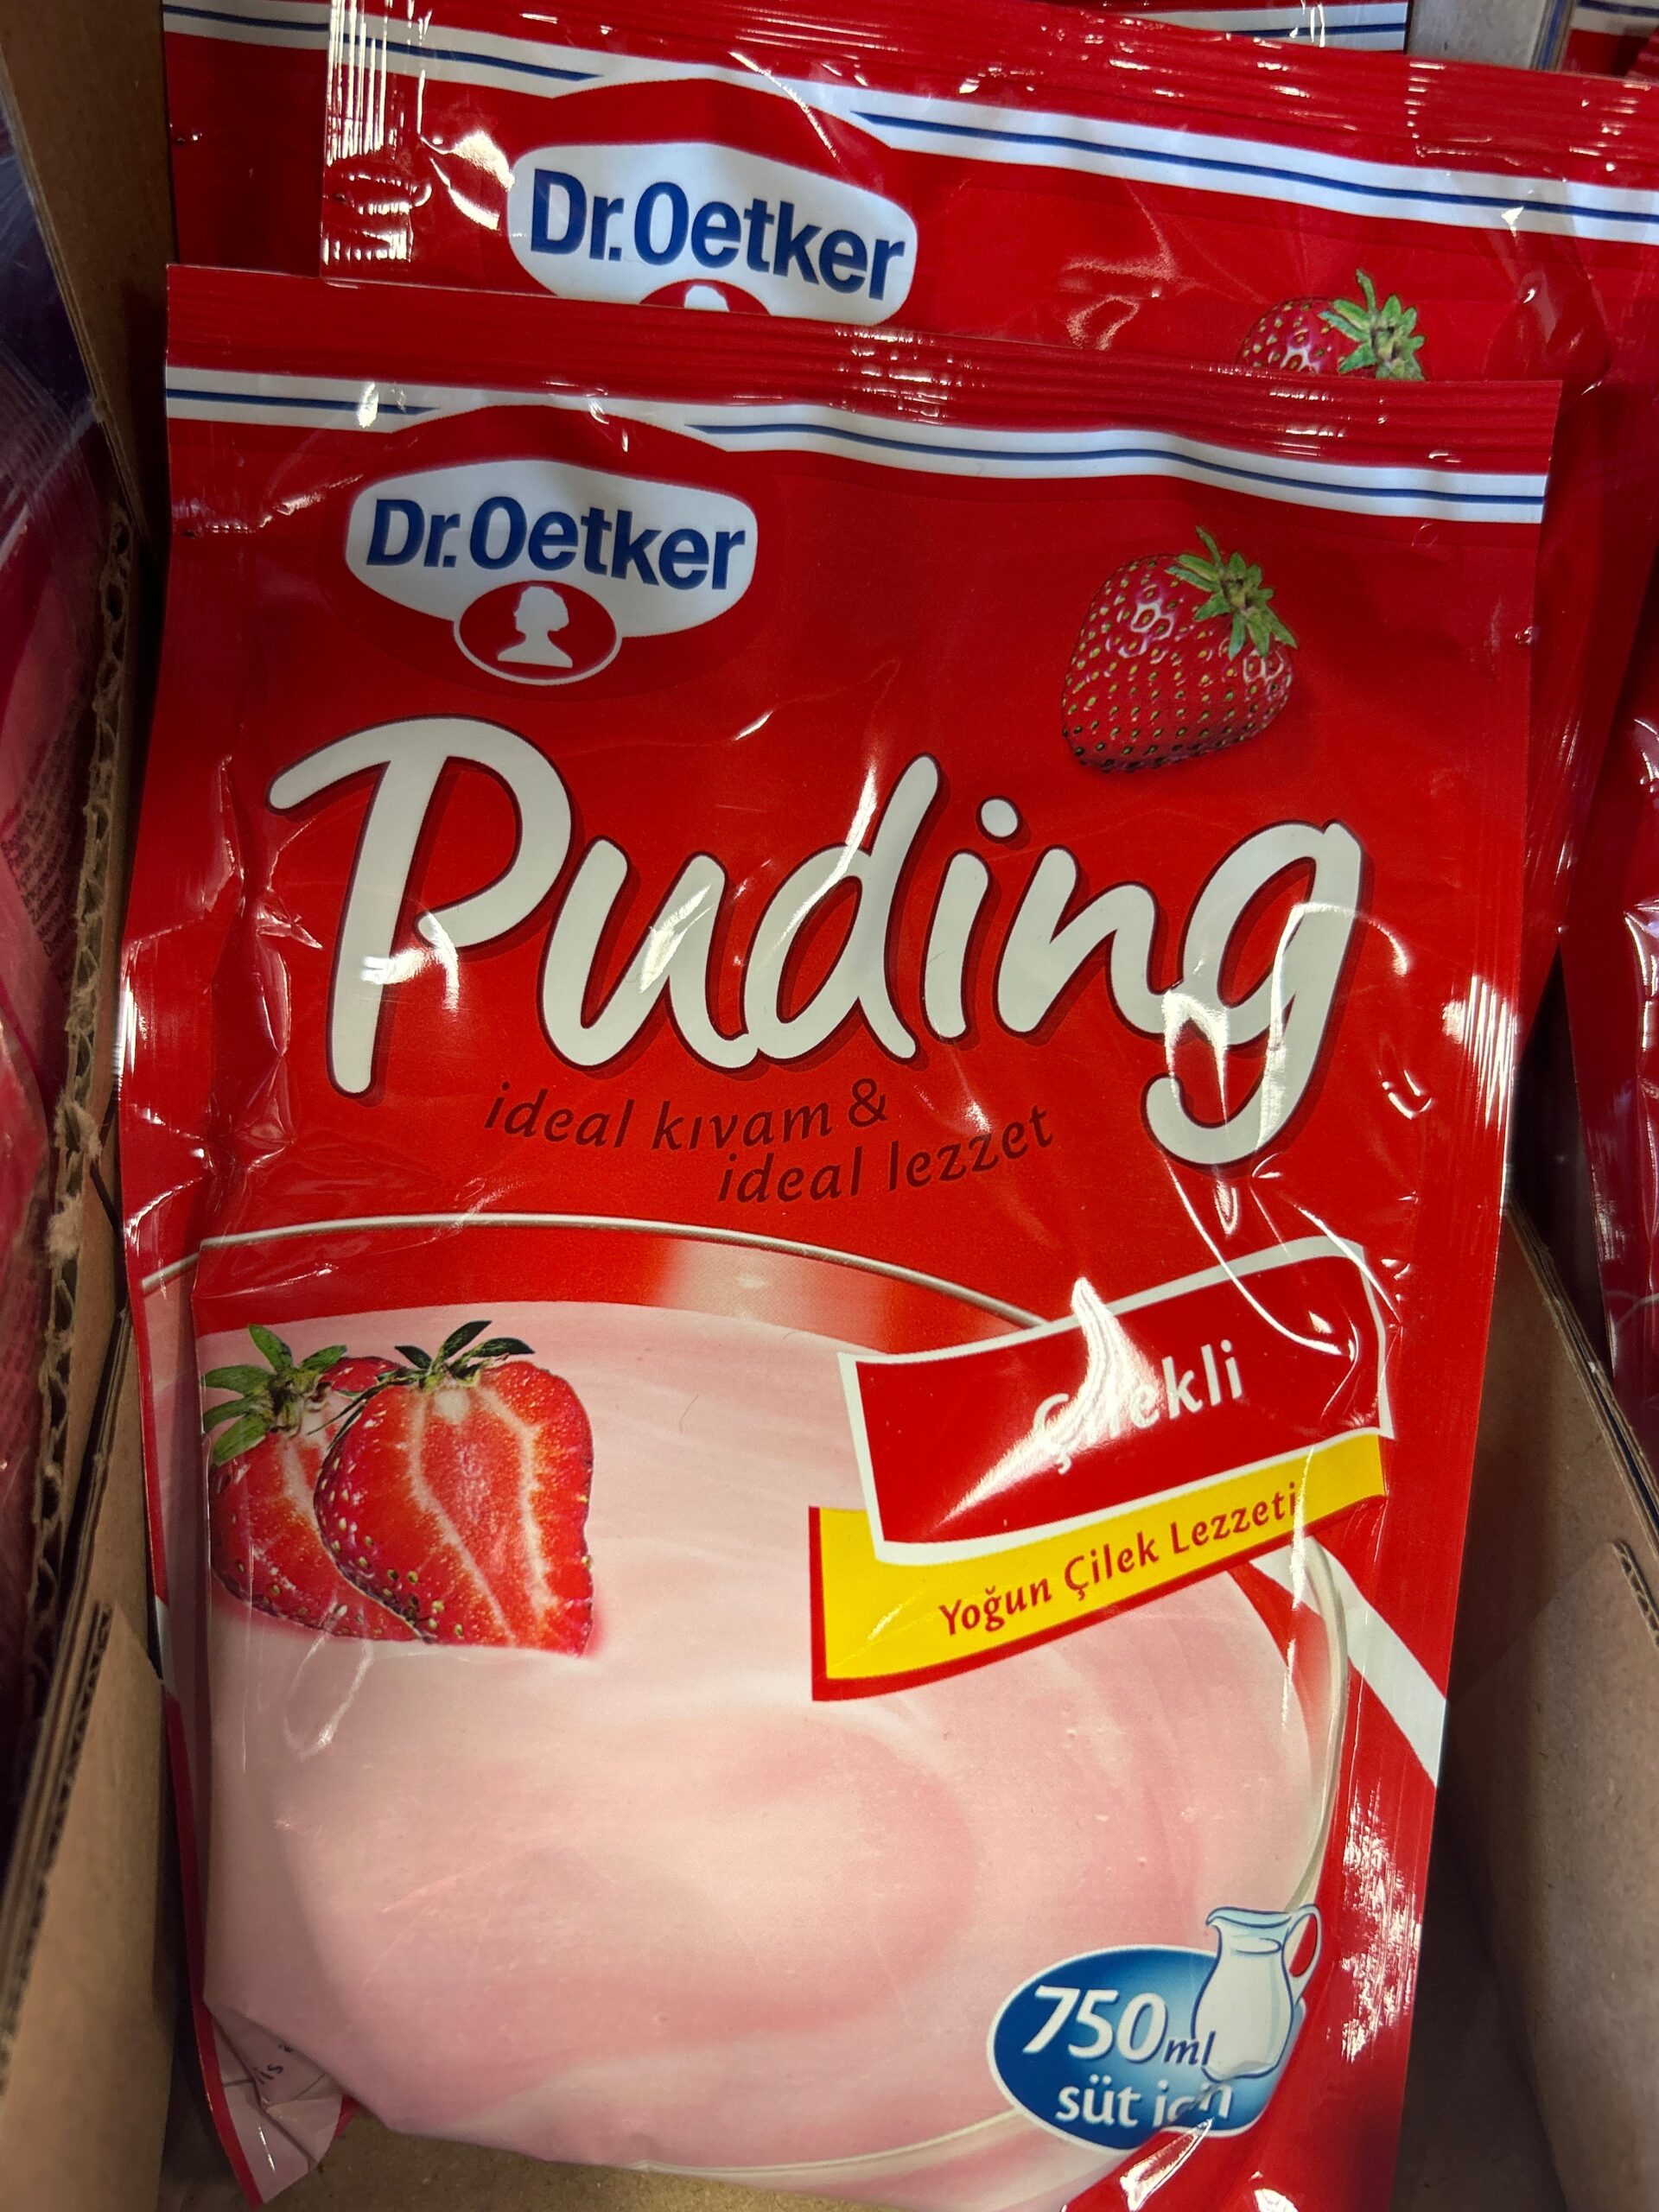 Dr.Oetker
Dr.Oetker
Puding
ideal kıvam &
ideal lezzet
Çilekli
Yoğun Çilek Lezzeti
750ml
süt için